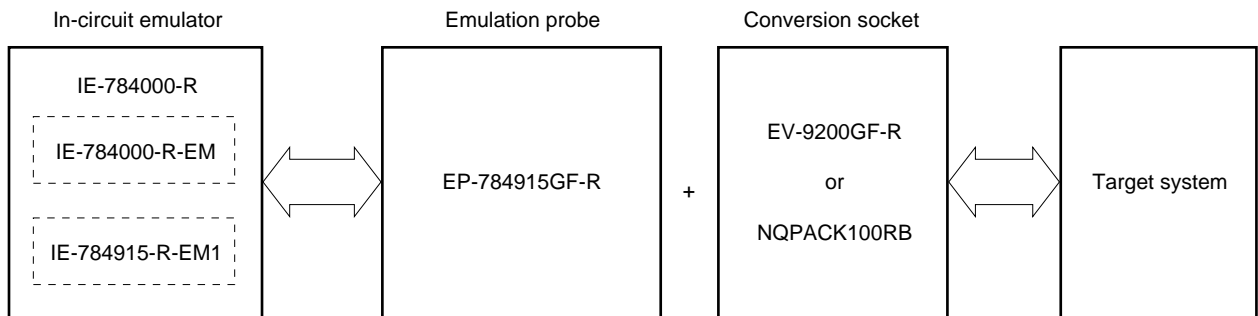 In-circuit emulator
Emulation probe
Conversion socket
IE-784000-R
IE-784000-R-EM
IE-784915-R-EM1
EP-784915GF-R
+
EV-9200GF-R
or
NQPACK100RB
Target system